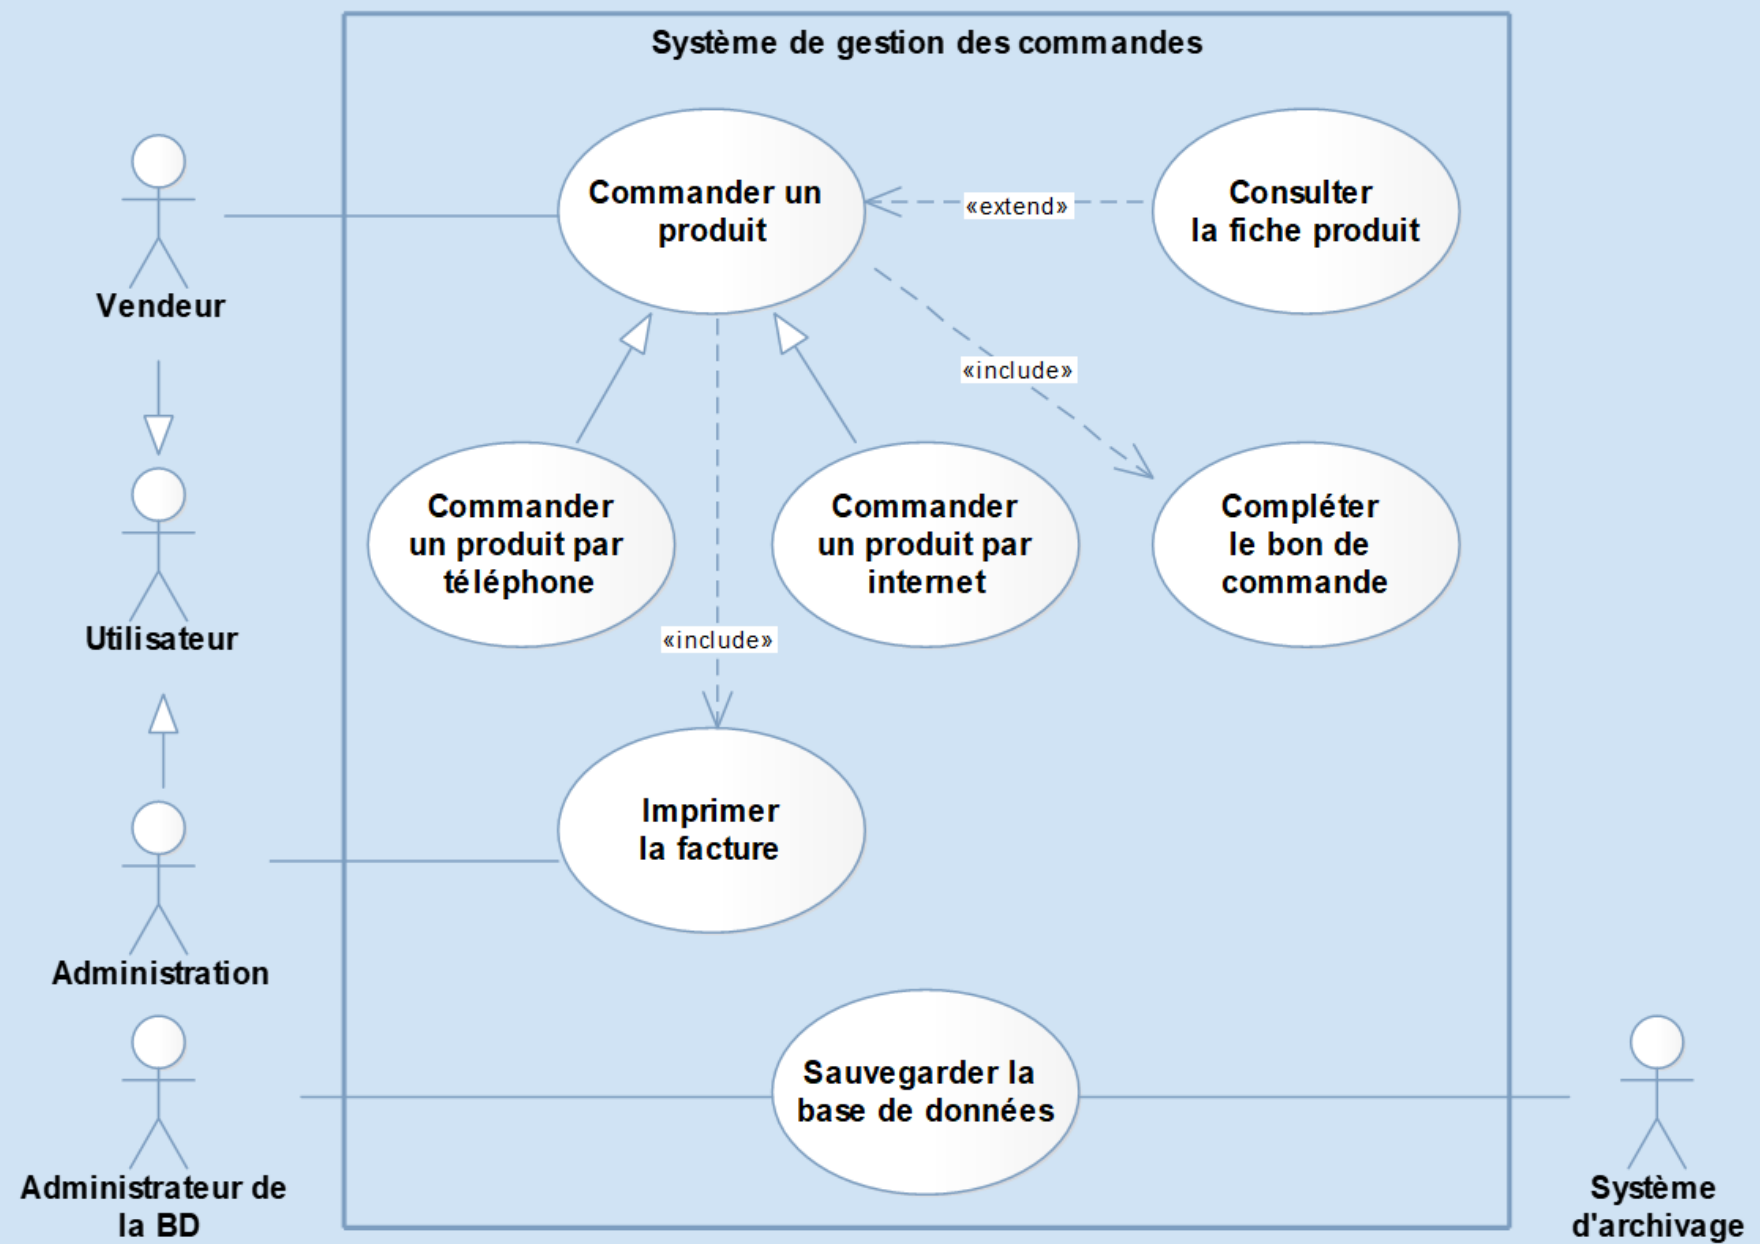 Système de gestion des commandes
Commander un
produit
«extend»
Consulter
la fiche produit
Vendeur
«include»
Commander
un produit par
téléphone
Commander
un produit par
internet
Compléter
le bon de
commande
Utilisateur
«include»
Imprimer
la facture
Administration
Sauvegarder la
base de données
Administrateur de
la BD
Système
d'archivage